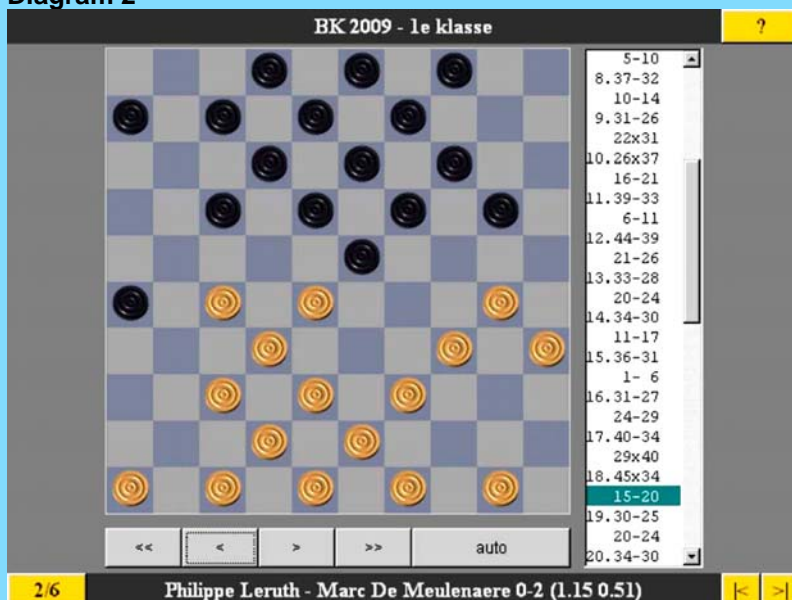 Diagram 2
BK 2009 - 1e klasse
?
5-10
8.37-32
10-14
9.31-26
22x31
10.26x37
16-21
11.39-33
6-11
12.44-39
21-26
13.33-28
20-24
14.34-30
11-17
15.36-31
1- 6
16.31-27
24-29
17.40-34
29x40
18.45x34
15-20
19.30-25
20-24
20.34-30
<< < > >> auto
2/6 Philippe Leruth - Marc De Meulenaere 0-2 (1.15 0.51) |< >|